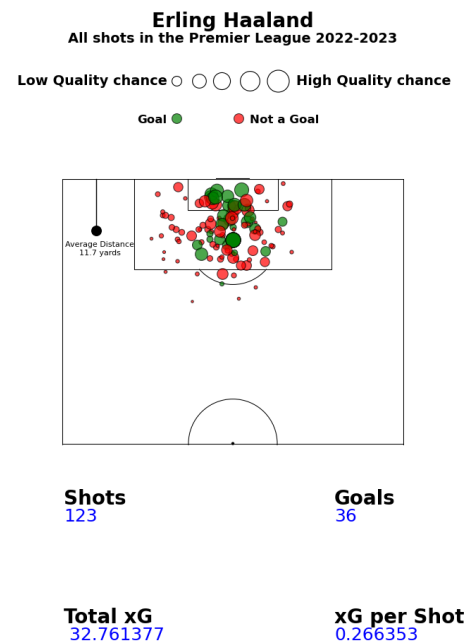 Erling Haaland
All shots in the Premier League 2022-2023
Low Quality chance High Quality chance
Goal Not a Goal
Average Distance
11.7 yards
Shots Goals
123 36
Total xG xG per Shot
32.761377 0.266353